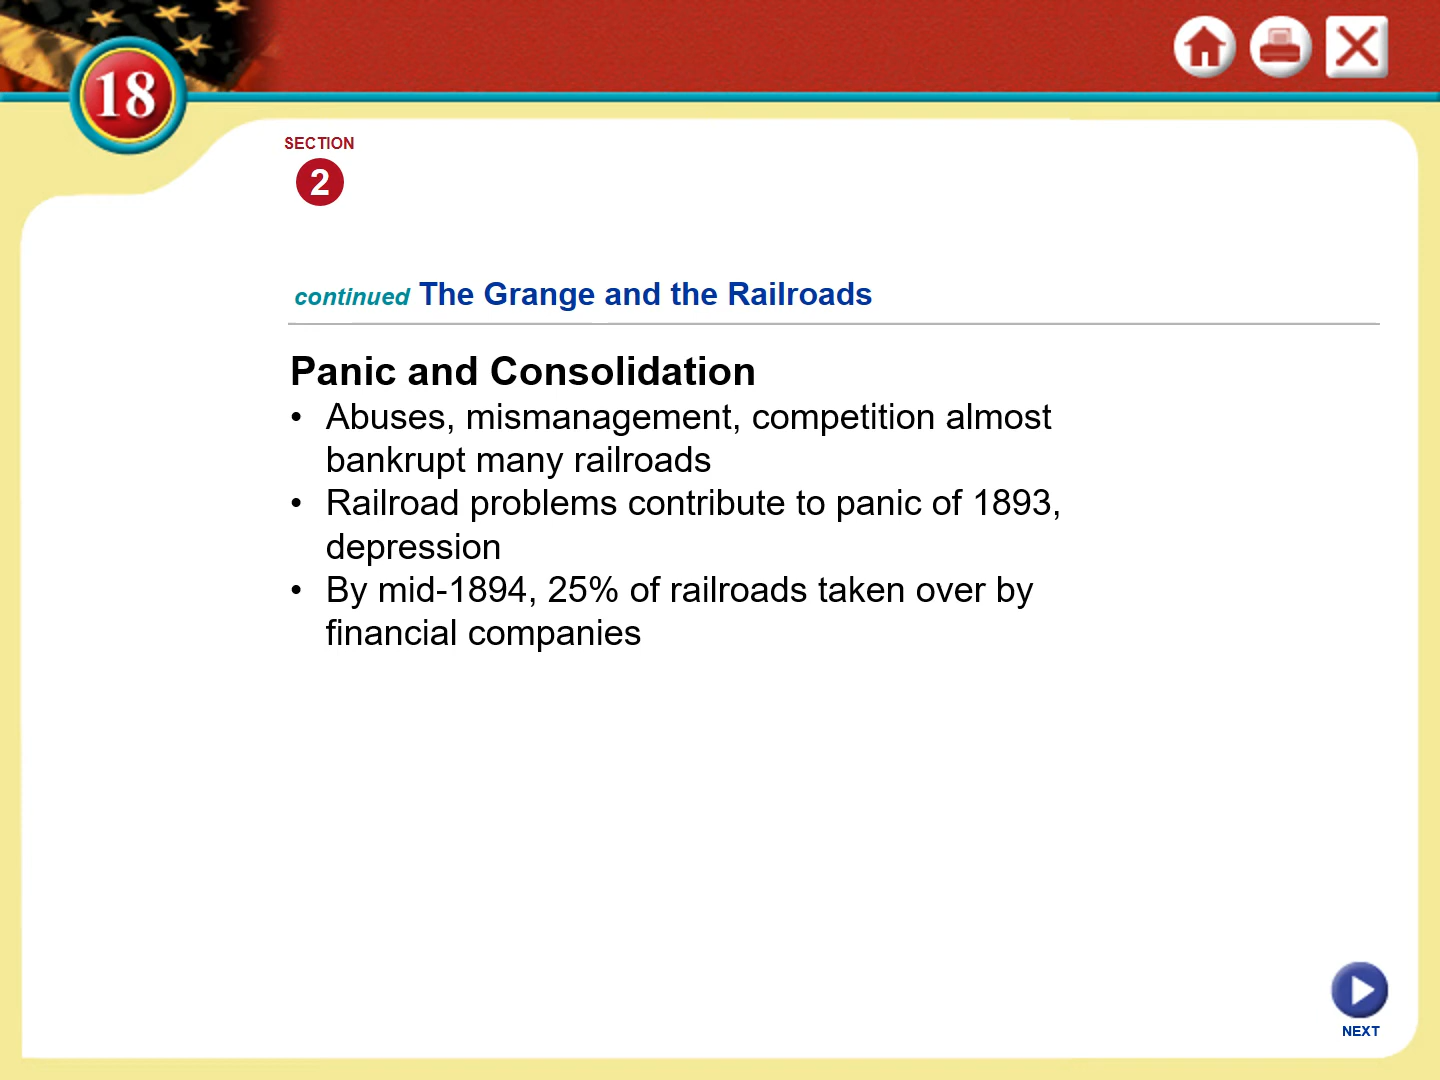 18
SECTION
2
continued The Grange and the Railroads
Panic and Consolidation
• Abuses, mismanagement, competition almost
bankrupt many railroads
• Railroad problems contribute to panic of 1893,
depression
• By mid-1894, 25% of railroads taken over by
financial companies
NEXT